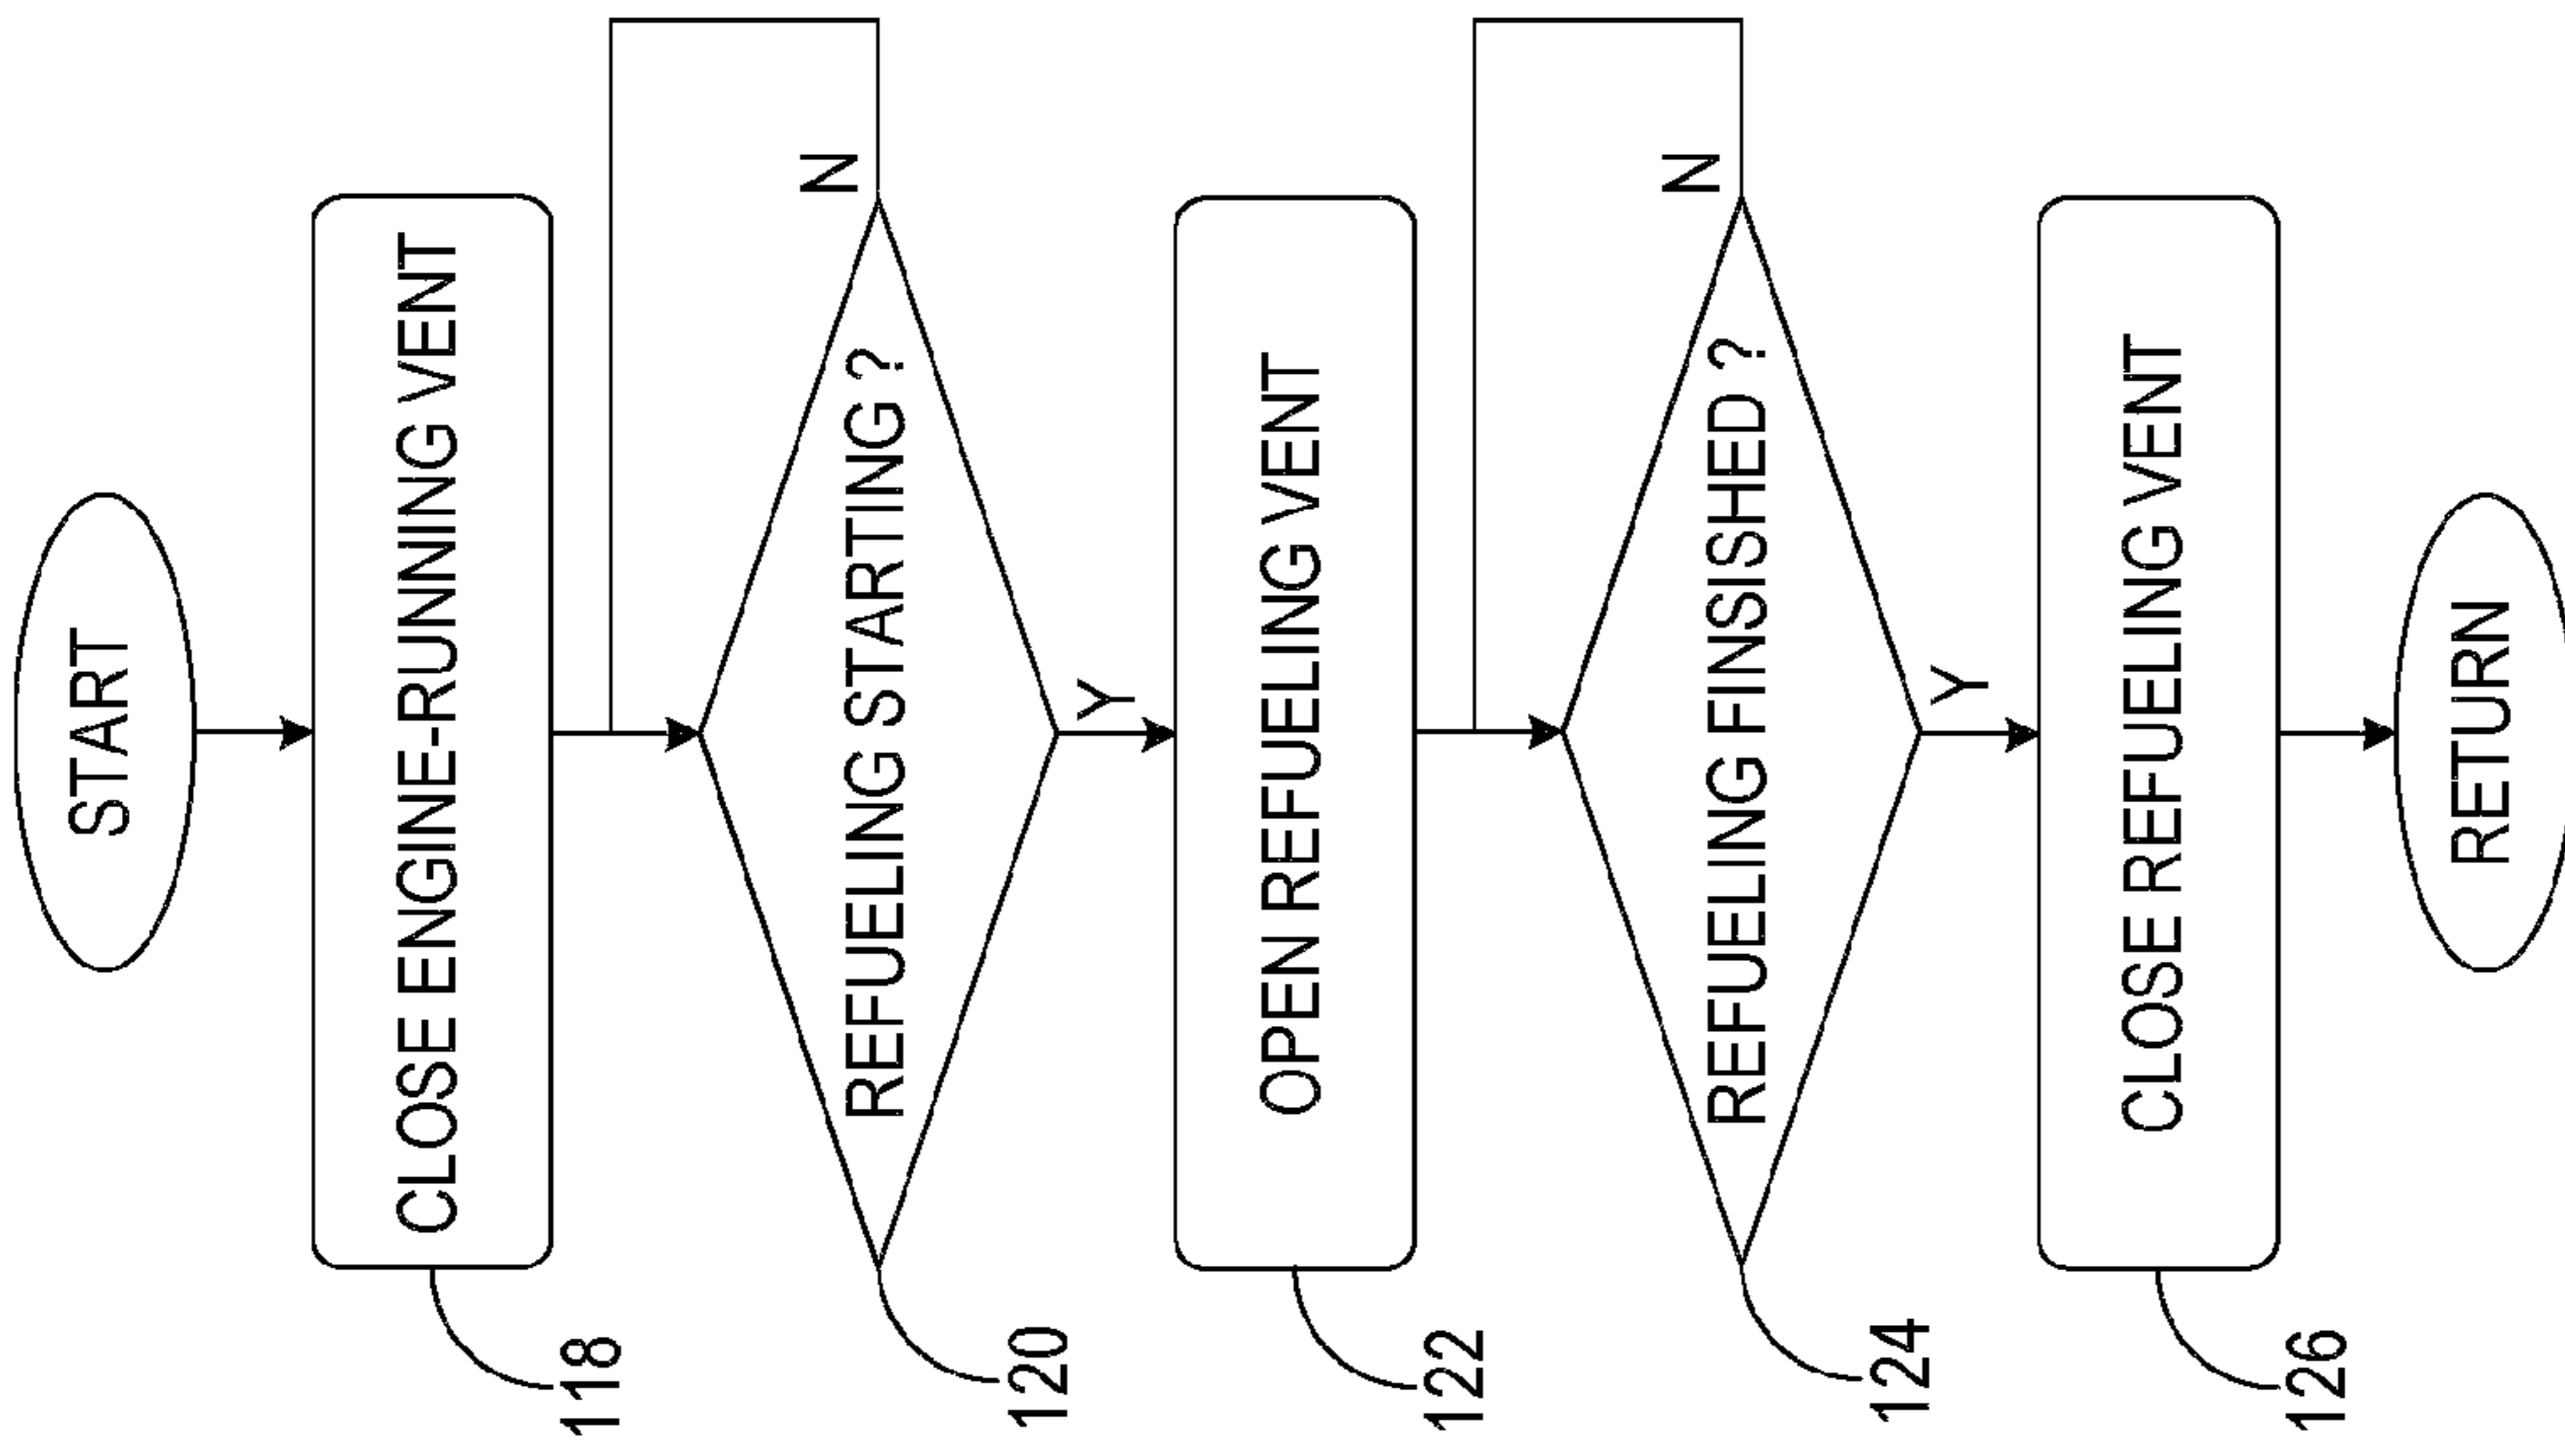 START
CLOSE ENGINE-RUNNING VENT
118
REFUELING STARTING ?
N
120
Y
OPEN REFUELING VENT
122
REFUELING FINSISHED ?
N
124
Y
CLOSE REFUELING VENT
126
RETURN